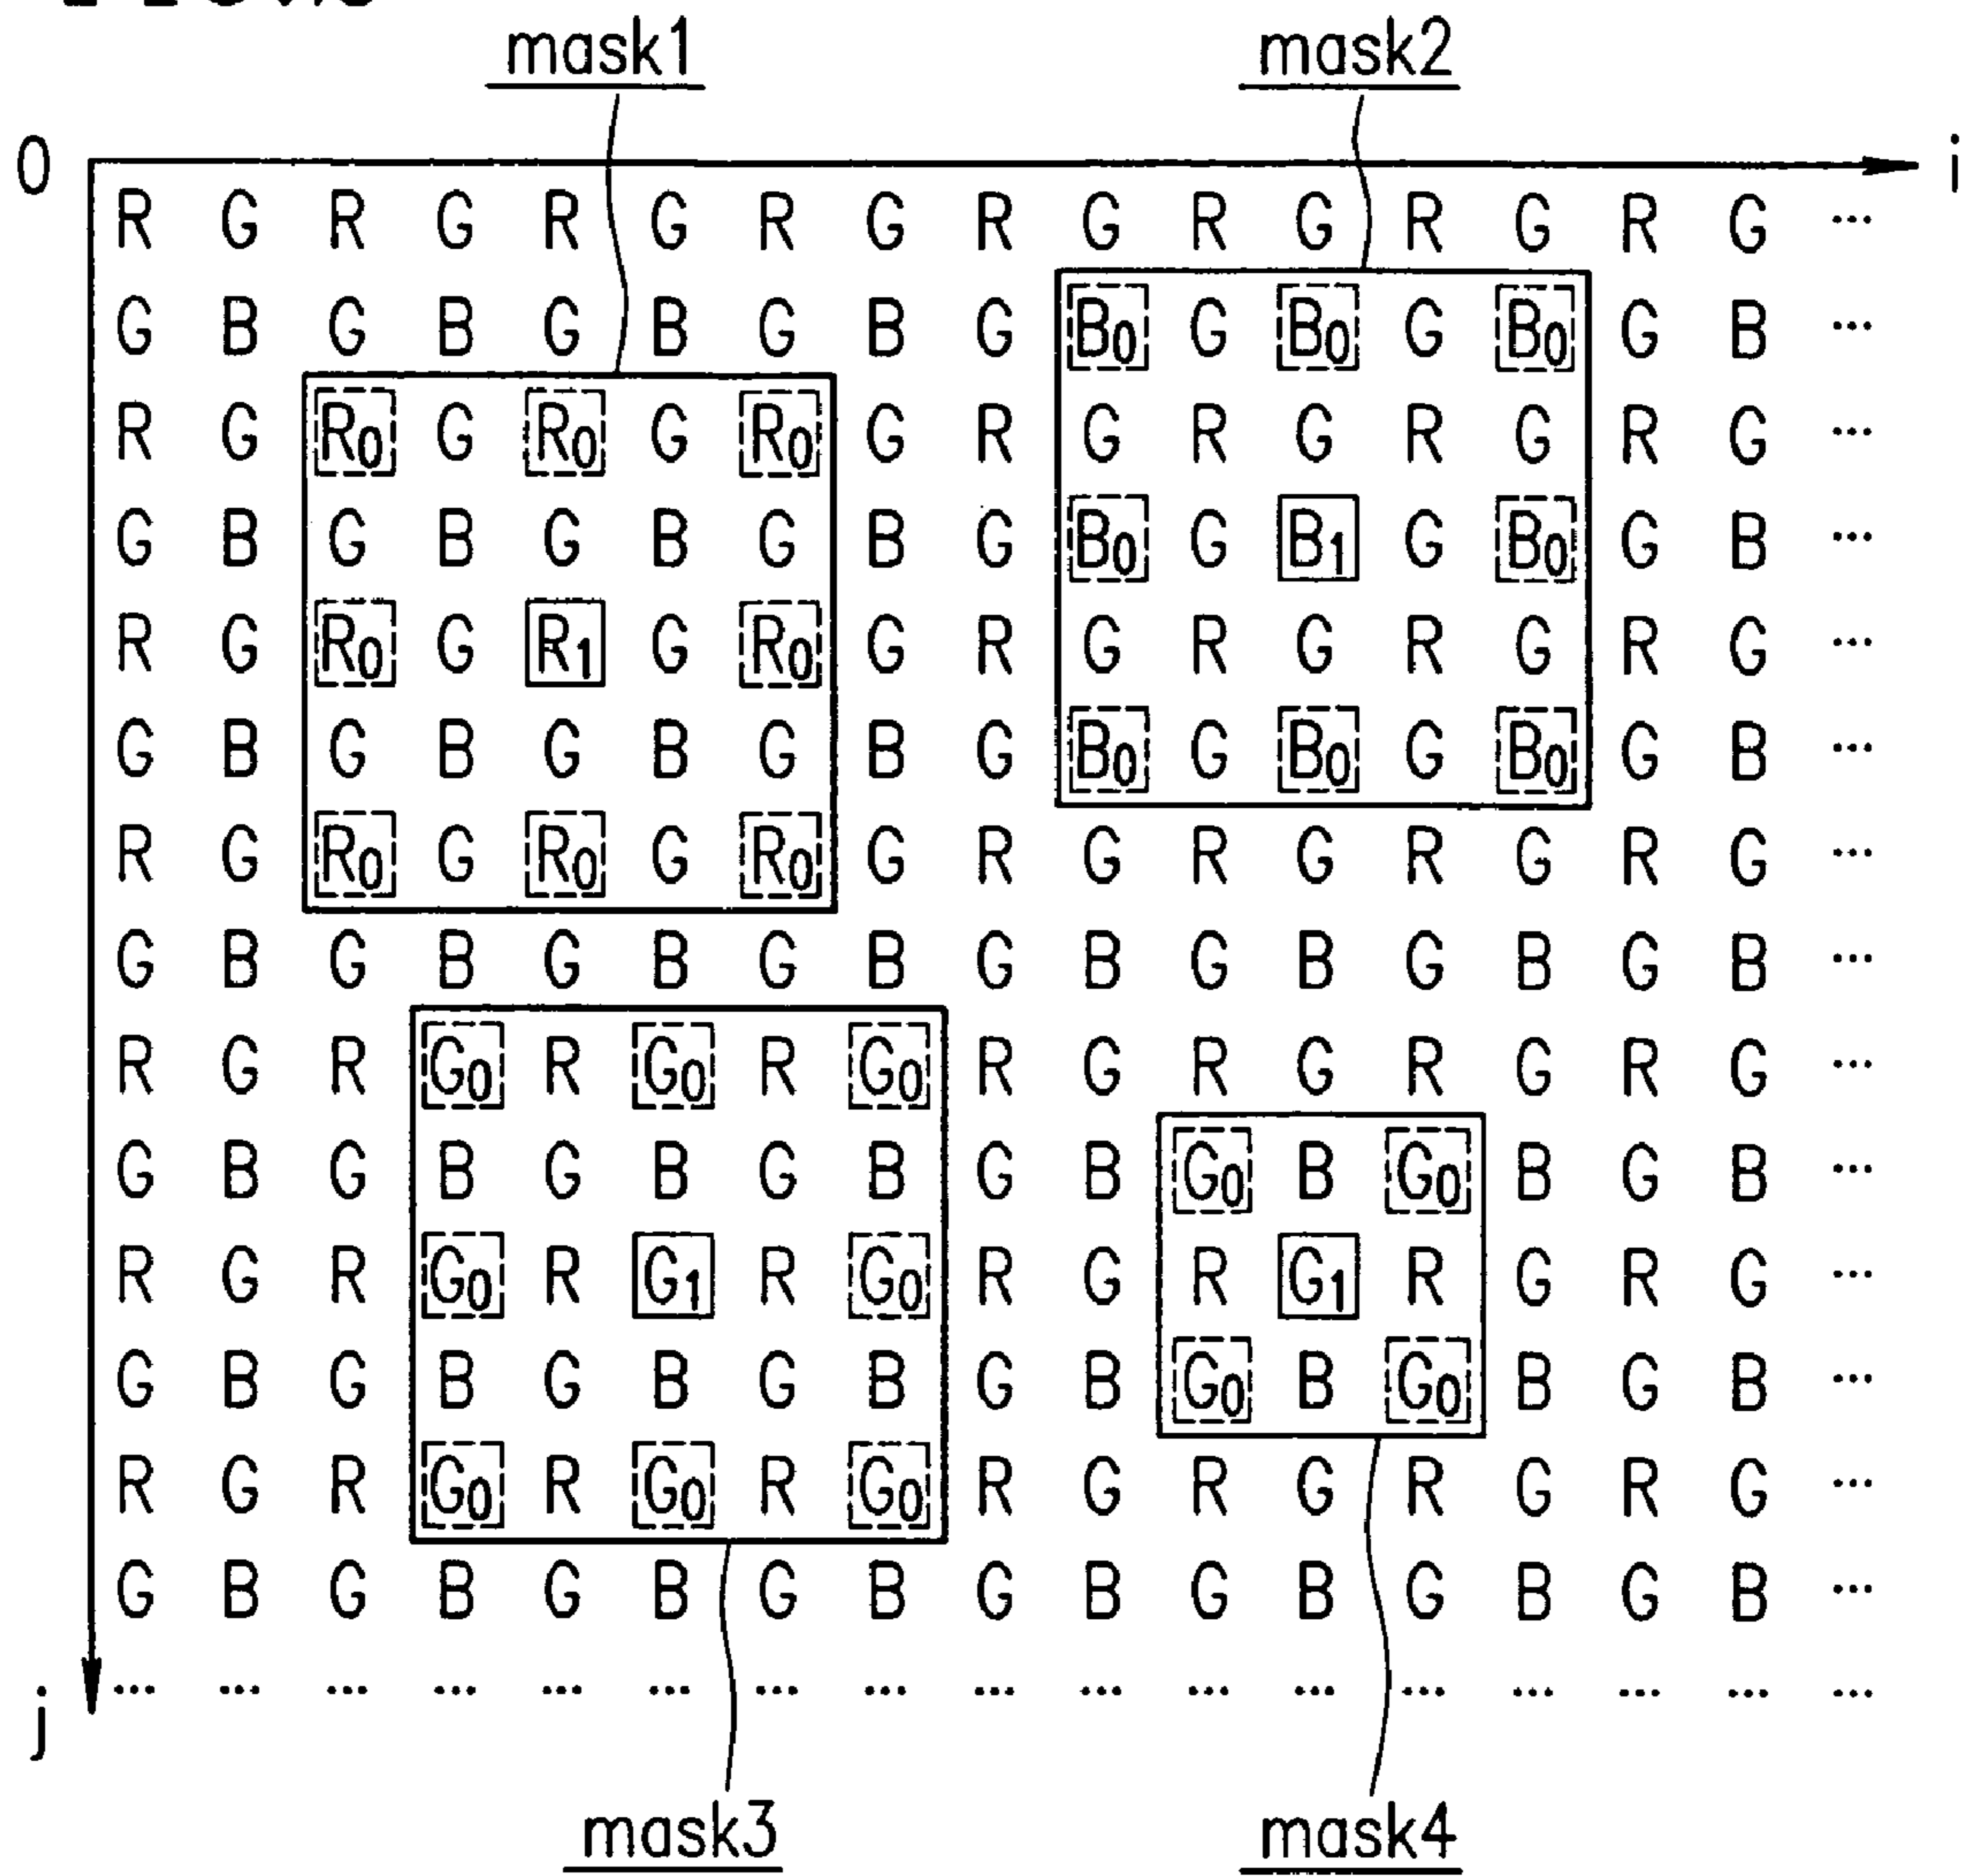 mask1 mask2
0 i
R G R G R G R G R G R G R G R G ...
G B G B G B G B G B0 G B0 G B0 G B ...
R G R0 G R0 G R0 G R G R G R G R G ...
G B G B G B G B G B0 G B1 G B0 G B ...
R G R0 G R1 G R0 G R G R G R G R G ...
G B G B G B G B G B0 G B0 G B0 G B ...
R G R0 G R0 G R0 G R G R G R G R G ...
G B G B G B G B G B G B G B G B ...
R G R G0 R G0 R G0 R G R G R G R G ...
G B G B G B G B G B G0 B G0 B G B ...
R G R G0 R G1 R G0 R G R G1 R G R G ...
G B G B G B G B G B G0 B G0 B G B ...
R G R G0 R G0 R G0 R G R G R G R G ...
G B G B G B G B G B G B G B G B ...
j ... ... ... ... ... ... ... ... ... ... ... ... ... ... ... ... ...
mask3 mask4